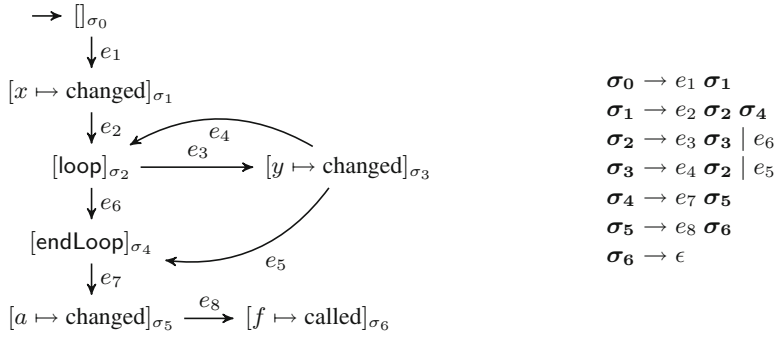 → []σ₀
e₁
[x ↦ changed]σ₁
e₂
e₄
[loop]σ₂ e₃ [y ↦ changed]σ₃
e₆
[endLoop]σ₄
e₅
e₇
[a ↦ changed]σ₅ e₈ [f ↦ called]σ₆
σ₀ → e₁ σ₁
σ₁ → e₂ σ₂ σ₄
σ₂ → e₃ σ₃ | e₆
σ₃ → e₄ σ₂ | e₅
σ₄ → e₇ σ₅
σ₅ → e₈ σ₆
σ₆ → ϵ